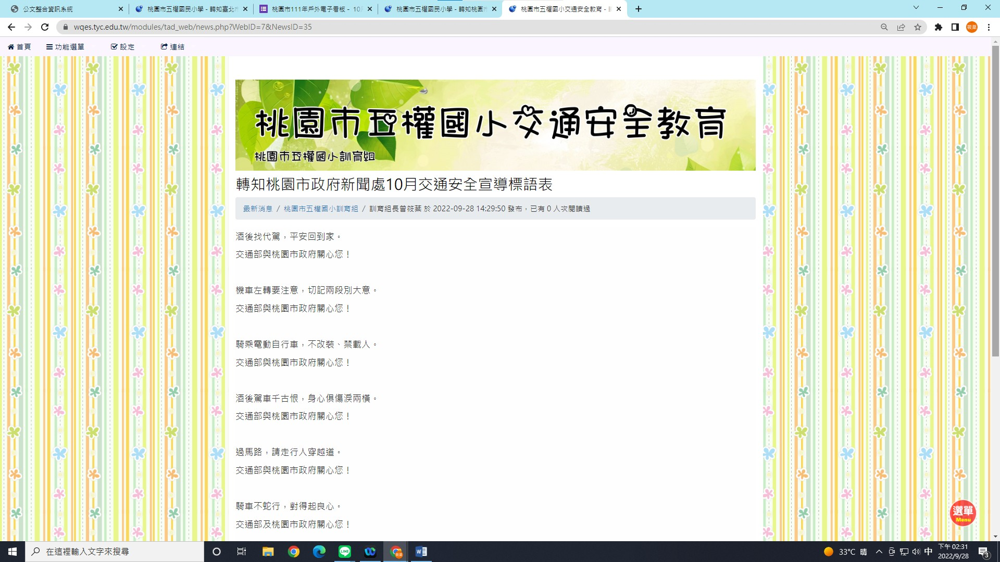 公文整合資訊系統
桃園市五權國民小學 - 轉知臺北市
桃園市111年戶外電子看板 - 10
桃園市五權國民小學 - 轉知桃園市
桃園市五權國小交通安全教育 -
wqes.tyc.edu.tw/modules/tad_web/news.php?WebID=7&NewsID=35
筱棻
首頁
功能選單
設定
連結
桃園市五權國小交通安全教育
桃園市五權國小訓育組
轉知桃園市政府新聞處10月交通安全宣導標語表
最新消息 / 桃園市五權國小訓育組 / 訓育組長曾筱棻 於 2022-09-28 14:29:50 發布，已有 0 人次閱讀過
酒後找代駕，平安回到家。
交通部與桃園市政府關心您！
機車左轉要注意，切記兩段別大意。
交通部與桃園市政府關心您！
騎乘電動自行車，不改裝、禁載人。
交通部與桃園市政府關心您！
酒後駕車千古恨，身心俱傷淚兩橫。
交通部與桃園市政府關心您！
過馬路，請走行人穿越道。
交通部與桃園市政府關心您！
騎車不蛇行，對得起良心。
交通部及桃園市政府關心您！
選單
Menu
在這裡輸入文字來搜尋
LINE
33°C 晴
中
下午 02:31
2022/9/28
3